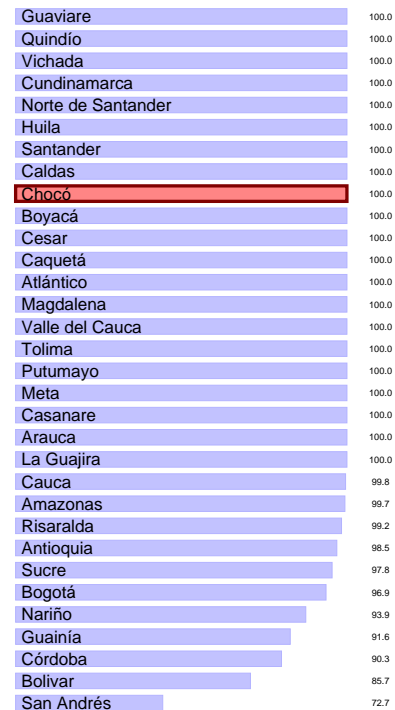 Guaviare 100.0
Quindío 100.0
Vichada 100.0
Cundinamarca 100.0
Norte de Santander 100.0
Huila 100.0
Santander 100.0
Caldas 100.0
Chocó 100.0
Boyacá 100.0
Cesar 100.0
Caquetá 100.0
Atlántico 100.0
Magdalena 100.0
Valle del Cauca 100.0
Tolima 100.0
Putumayo 100.0
Meta 100.0
Casanare 100.0
Arauca 100.0
La Guajira 100.0
Cauca 99.8
Amazonas 99.7
Risaralda 99.2
Antioquia 98.5
Sucre 97.8
Bogotá 96.9
Nariño 93.9
Guainía 91.6
Córdoba 90.3
Bolivar 85.7
San Andrés 72.7